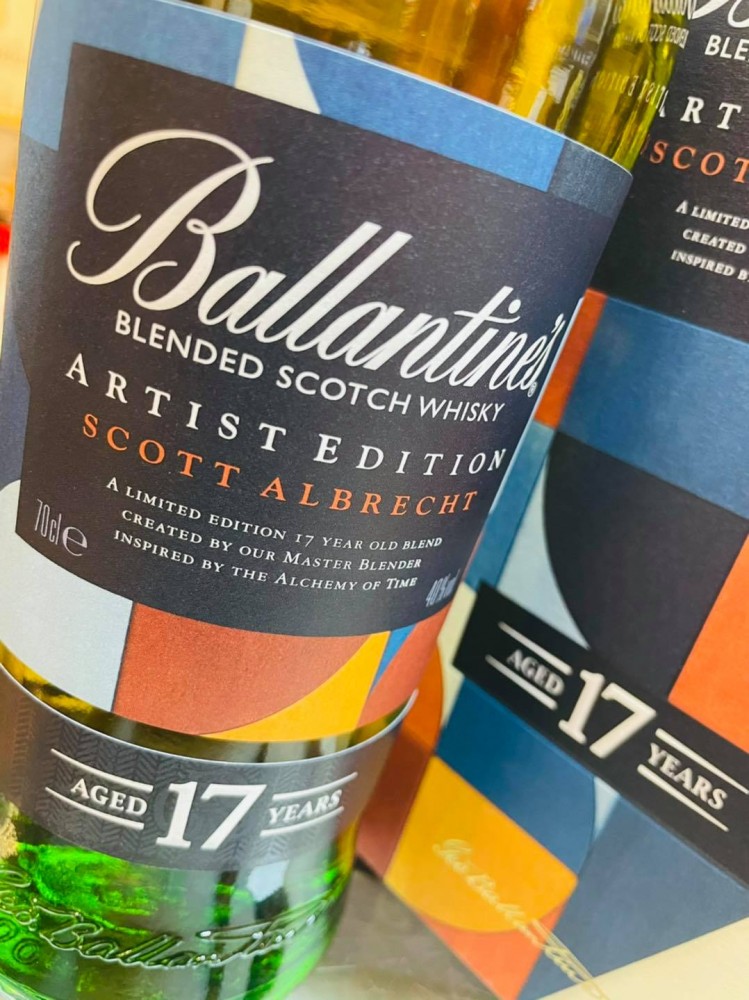 Ballantine's
BLENDED SCOTCH WHISKY
ARTIST EDITION
SCOTT ALBRECHT
A LIMITED EDITION 17 YEAR OLD BLEND
CREATED BY OUR MASTER BLENDER
INSPIRED BY THE ALCHEMY OF TIME
70cl e
AGED 17 YEARS
BLE
ART
SCOT
A LIMITED
CREATED
INSPIRED B
AGED 17 YEARS